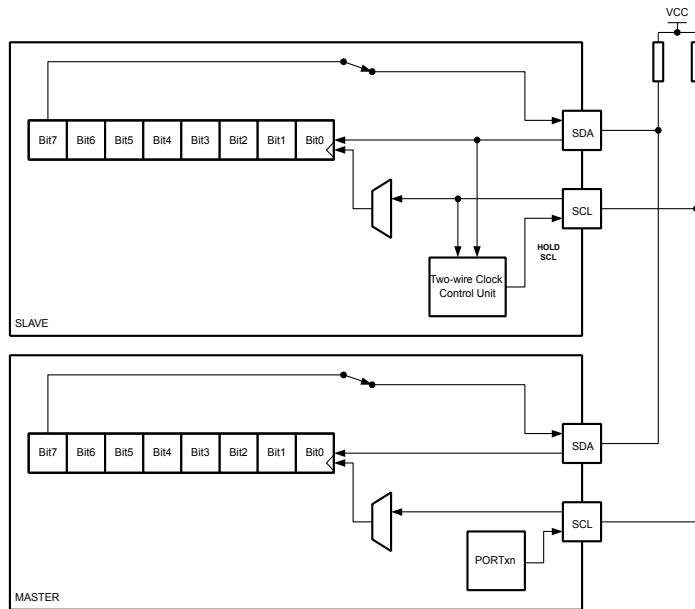 VCC
Bit7 Bit6 Bit5 Bit4 Bit3 Bit2 Bit1 Bit0
SDA
SCL
HOLD
SCL
Two-wire Clock
Control Unit
SLAVE
Bit7 Bit6 Bit5 Bit4 Bit3 Bit2 Bit1 Bit0
SDA
SCL
PORTxn
MASTER